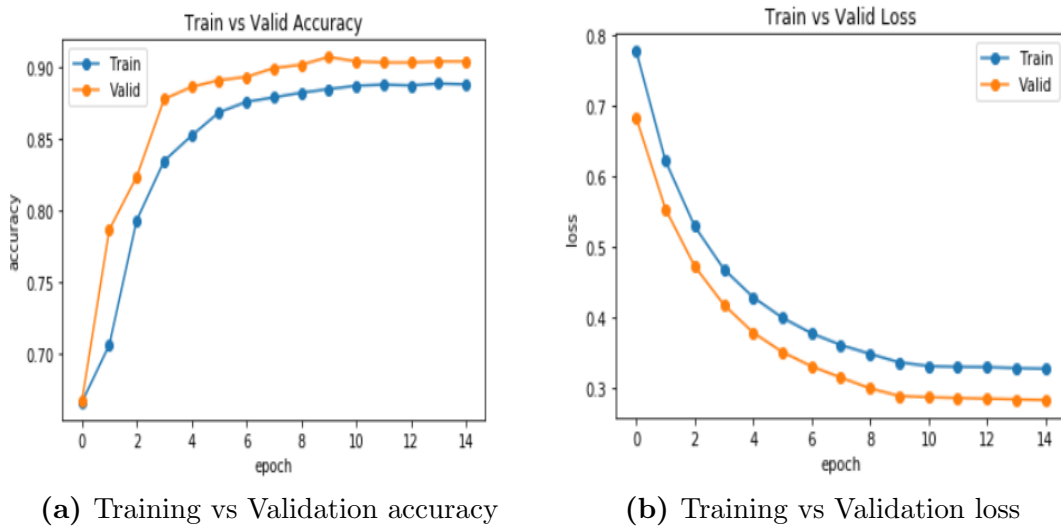 Train vs Valid Accuracy
Train
Valid
0.90
0.85
0.80
0.75
0.70
accuracy
0 2 4 6 8 10 12 14
epoch
(a) Training vs Validation accuracy
Train vs Valid Loss
Train
Valid
0.8
0.7
0.6
0.5
0.4
0.3
loss
0 2 4 6 8 10 12 14
epoch
(b) Training vs Validation loss